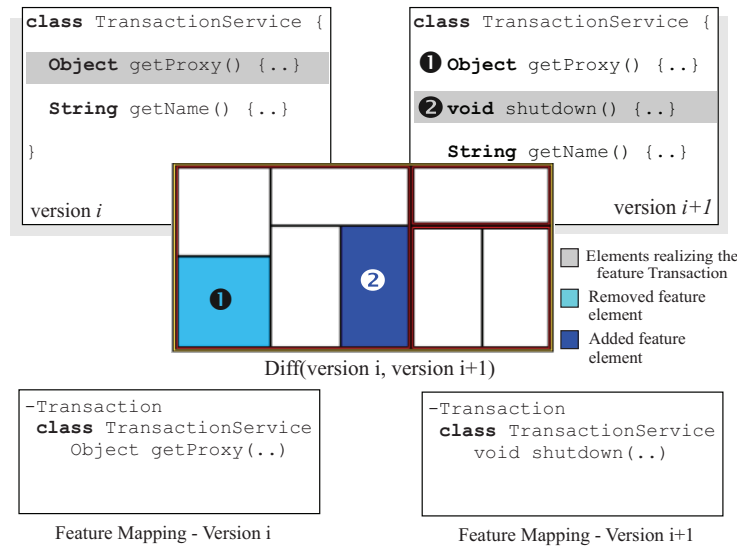 class TransactionService {
Object getProxy() {..}
String getName() {..}
}
version i
class TransactionService {
❶ Object getProxy() {..}
❷ void shutdown() {..}
String getName() {..}
version i+1
❶
❷
Elements realizing the
feature Transaction
Removed feature
element
Added feature
element
Diff(version i, version i+1)
-Transaction
class TransactionService
Object getProxy(..)
Feature Mapping - Version i
-Transaction
class TransactionService
void shutdown(..)
Feature Mapping - Version i+1